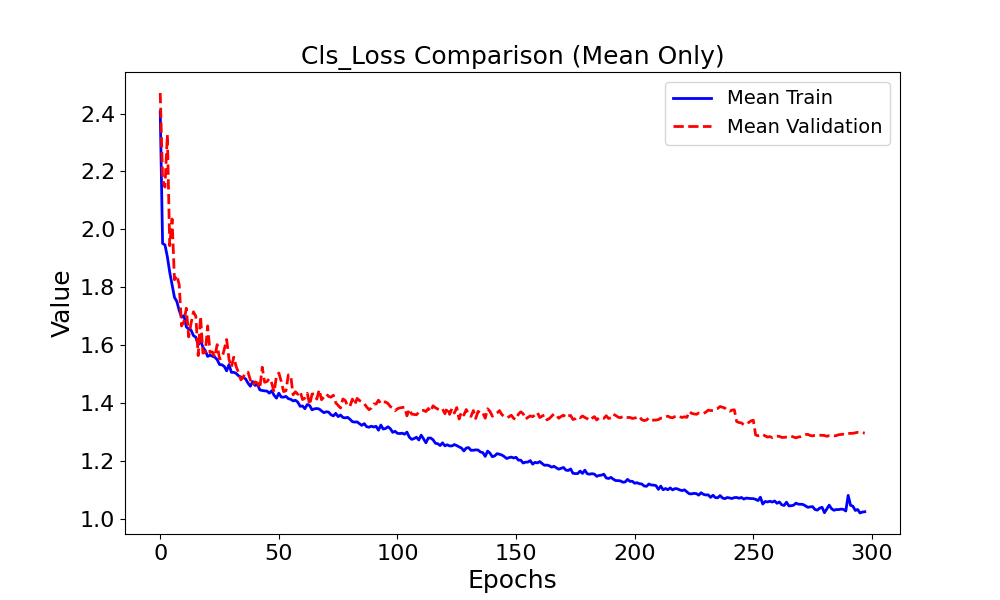 Cls_Loss Comparison (Mean Only)
Mean Train
Mean Validation
Value
2.4
2.2
2.0
1.8
1.6
1.4
1.2
1.0
0 50 100 150 200 250 300
Epochs